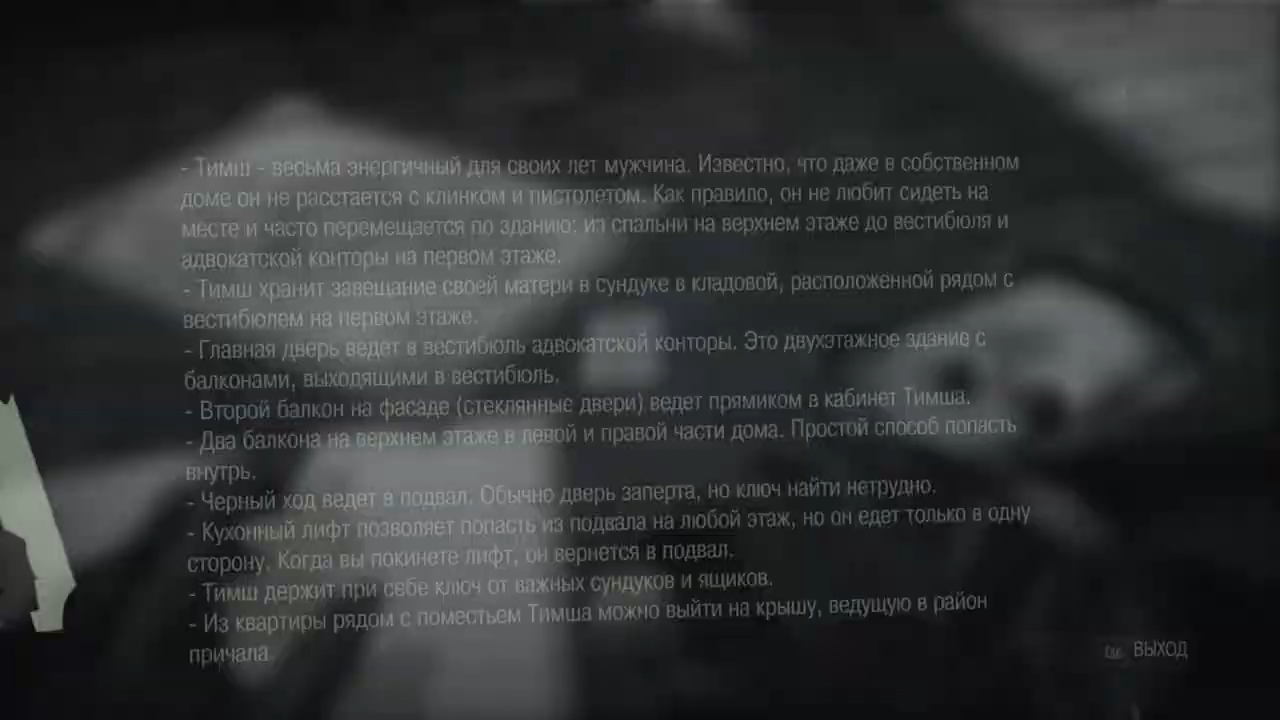 - Тимш - весьма энергичный для своих лет мужчина. Известно, что даже в собственном
доме он не расстается с клинком и пистолетом. Как правило, он не любит сидеть на
месте и часто перемещается по зданию: из спальни на верхнем этаже до вестибюля и
адвокатской конторы на первом этаже.
- Тимш хранит завещание своей матери в сундуке в кладовой, расположенной рядом с
вестибюлем на первом этаже.
- Главная дверь ведет в вестибюль адвокатской конторы. Это двухэтажное здание с
балконами, выходящими в вестибюль.
- Второй балкон на фасаде (стеклянные двери) ведет прямиком в кабинет Тимша.
- Два балкона на верхнем этаже в левой и правой части дома. Простой способ попасть
внутрь.
- Черный ход ведет в подвал. Обычно дверь заперта, но ключ найти нетрудно.
- Кухонный лифт позволяет попасть из подвала на любой этаж, но он едет только в одну
сторону. Когда вы покинете лифт, он вернется в подвал.
- Тимш держит при себе ключ от важных сундуков и ящиков.
- Из квартиры рядом с поместьем Тимша можно выйти на крышу, ведущую в район
причала.
ВЫХОД